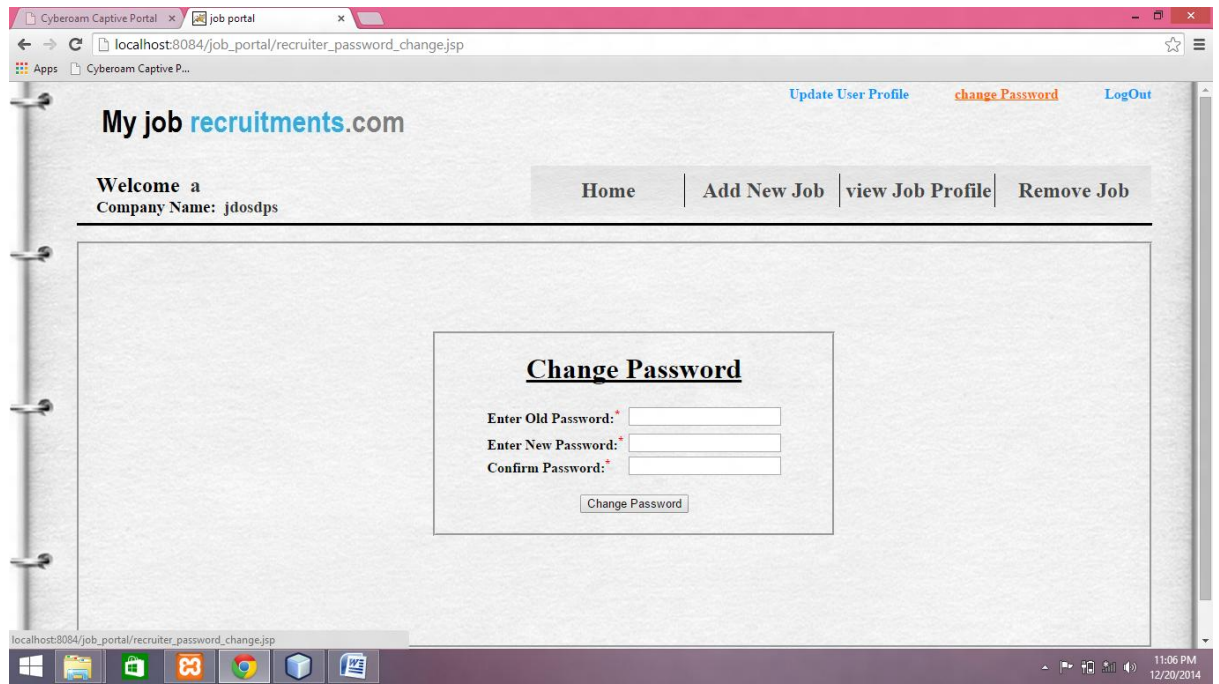 Cyberoam Captive Portal
job portal
localhost:8084/job_portal/recruiter_password_change.jsp
Apps Cyberoam Captive P...
Update User Profile change Password LogOut
My job recruitments.com
Welcome a
Company Name: jdosdps
Home Add New Job view Job Profile Remove Job
Change Password
Enter Old Password:*
Enter New Password:*
Confirm Password:*
Change Password
localhost:8084/job_portal/recruiter_password_change.jsp
11:06 PM
12/20/2014